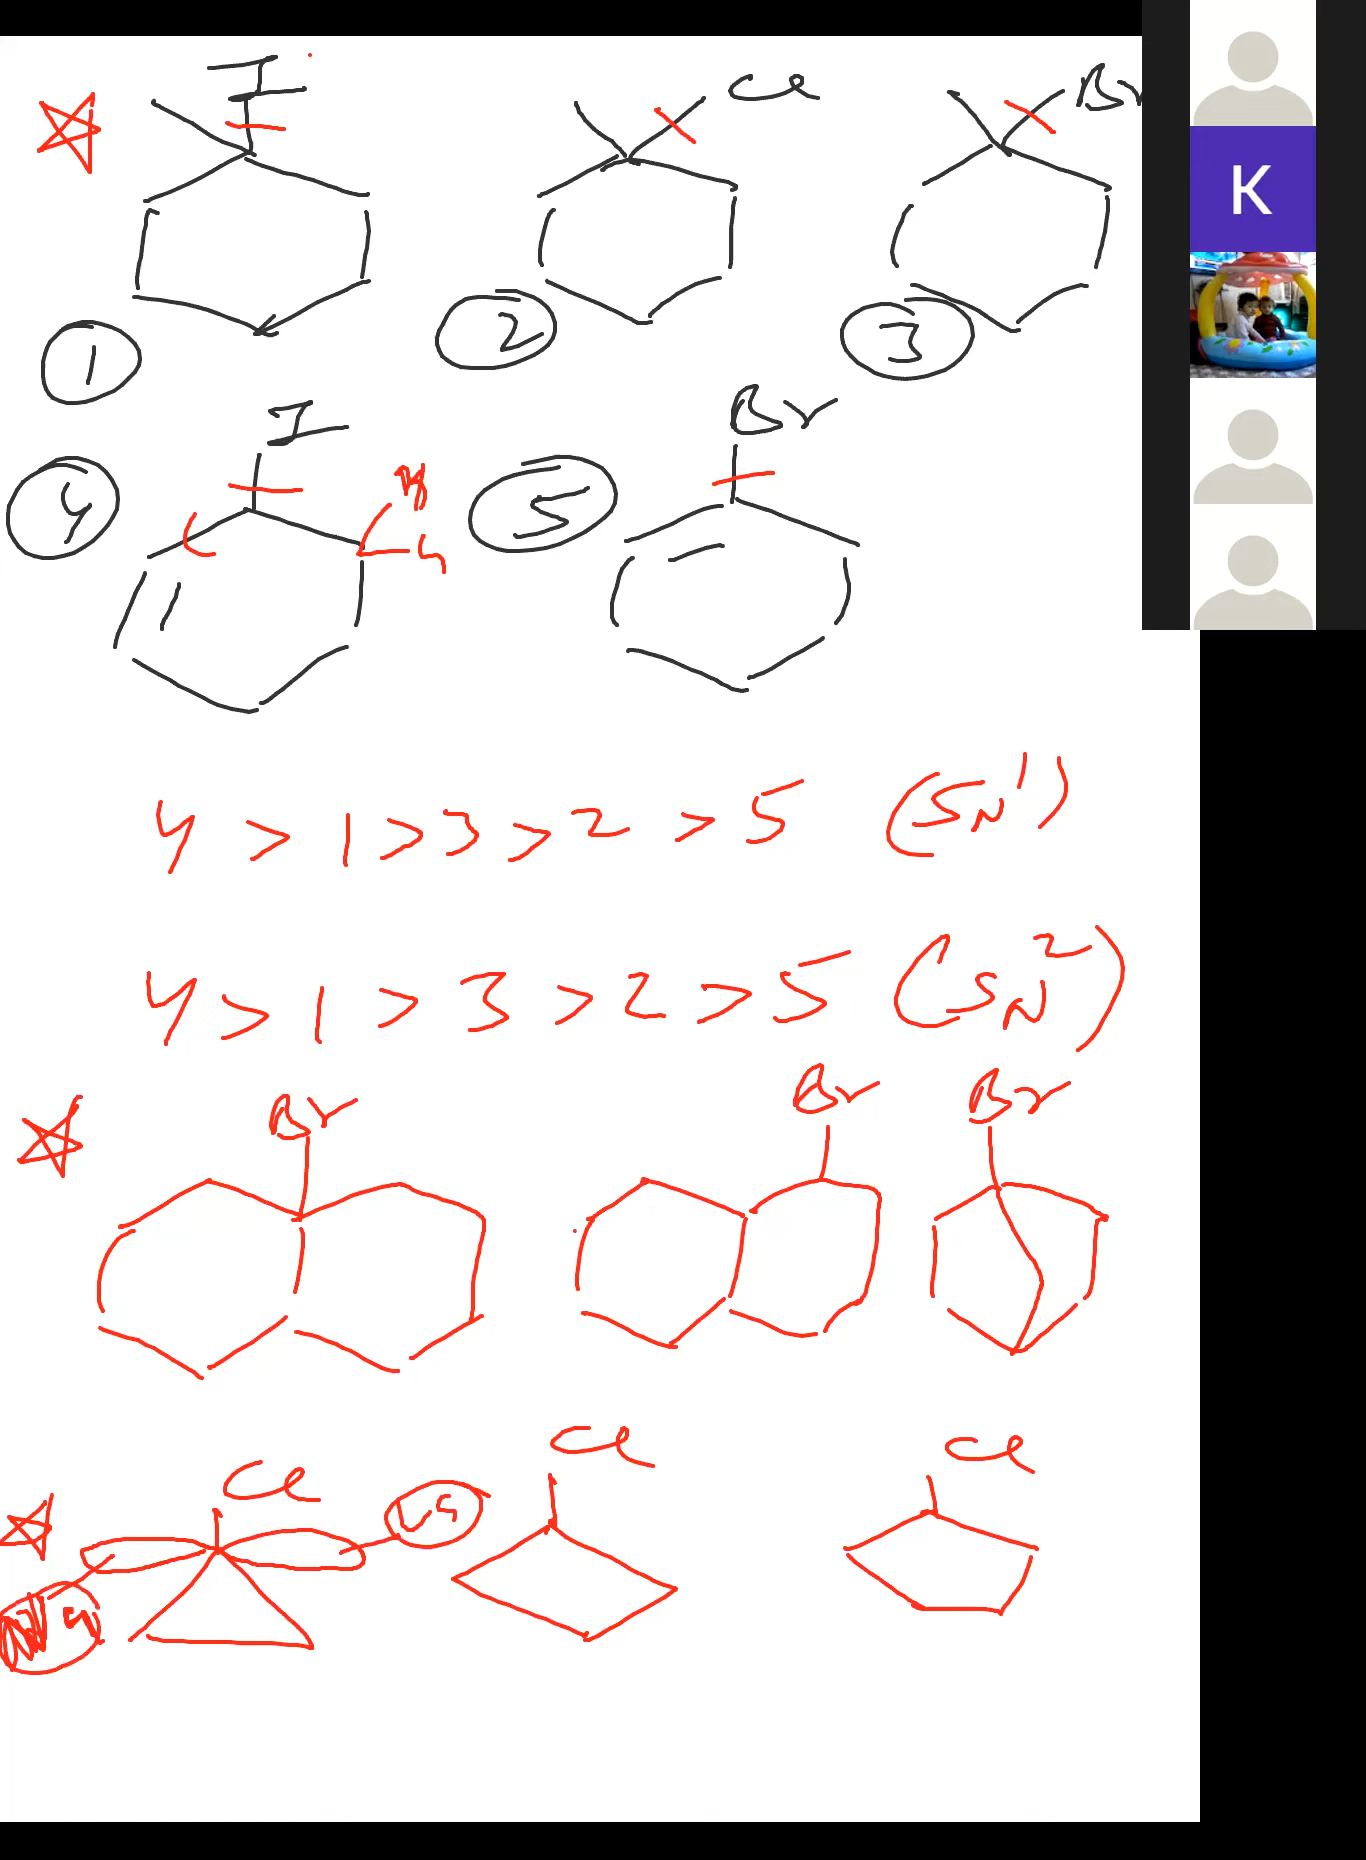 I Cl Br
K
1 2 3
I Br
4 5
H
H
4 > 1 > 3 > 2 > 5 (SN1)
4 > 1 > 3 > 2 > 5 (SN2)
Br Br Br
Cl Cl Cl